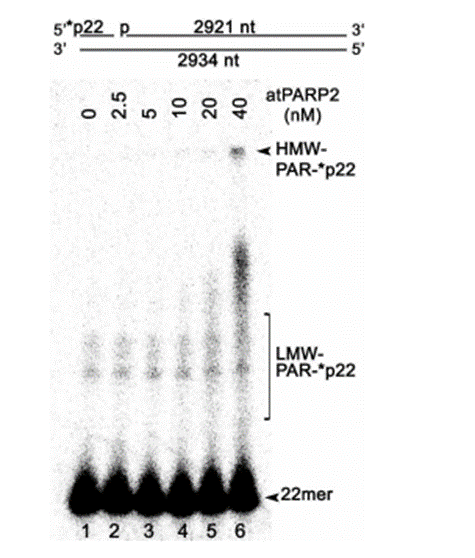 5' *p22 p 2921 nt 3'
3' 5'
2934 nt
0 2.5 5 10 20 40 atPARP2
(nM)
HMW-
PAR-*p22
LMW-
PAR-*p22
22mer
1 2 3 4 5 6